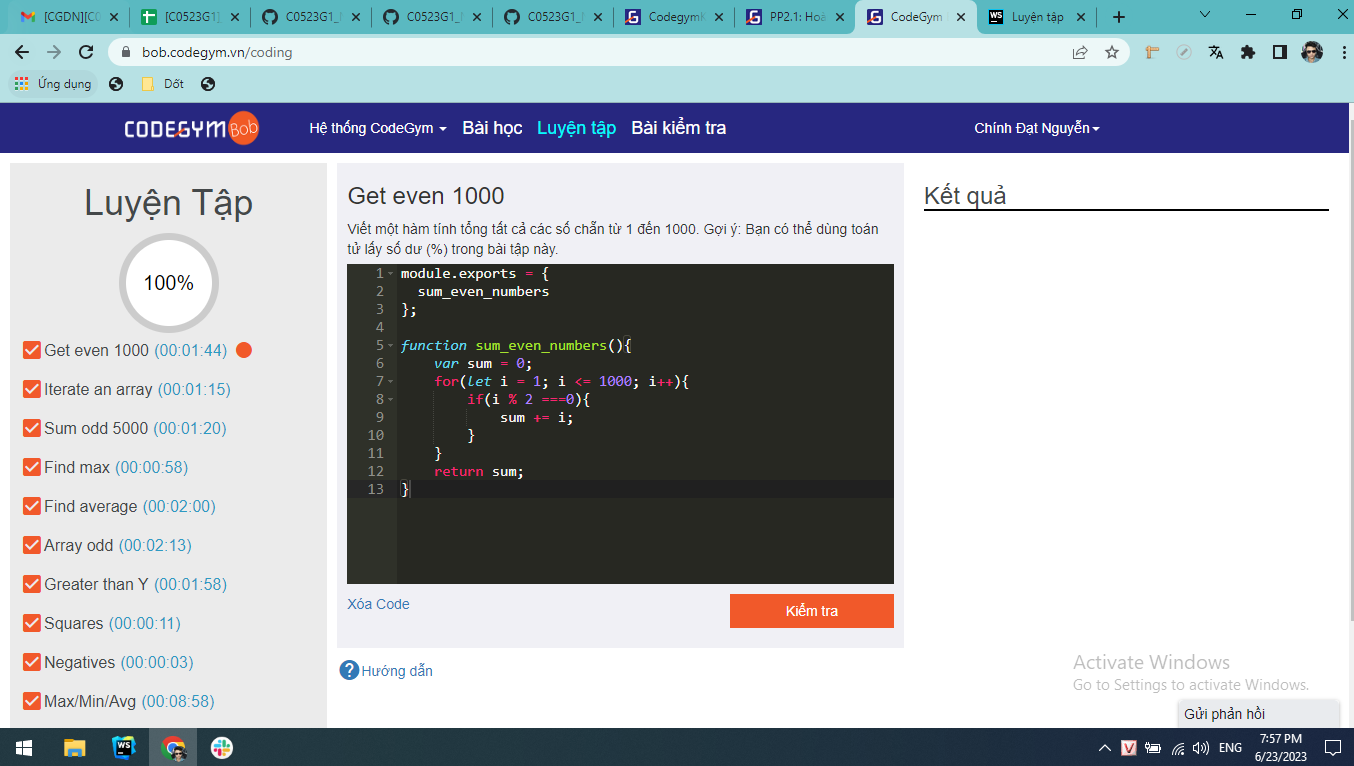 [CGDN][C0
[C0523G1]
C0523G1_
C0523G1_
C0523G1_
CodegymK
PP2.1: Hoà
CodeGym
WS Luyện tập
bob.codegym.vn/coding
Ứng dụng
Dốt
CODEGYM Bob
Hệ thống CodeGym
Bài học
Luyện tập
Bài kiểm tra
Chính Đạt Nguyễn
Luyện Tập
100%
Get even 1000 (00:01:44)
Iterate an array (00:01:15)
Sum odd 5000 (00:01:20)
Find max (00:00:58)
Find average (00:02:00)
Array odd (00:02:13)
Greater than Y (00:01:58)
Squares (00:00:11)
Negatives (00:00:03)
Max/Min/Avg (00:08:58)
Get even 1000
Viết một hàm tính tổng tất cả các số chẵn từ 1 đến 1000. Gợi ý: Bạn có thể dùng toán
tử lấy số dư (%) trong bài tập này.
1 module.exports = {
2 sum_even_numbers
3 };
4
5 function sum_even_numbers(){
6 var sum = 0;
7 for(let i = 1; i <= 1000; i++){
8 if(i % 2 ===0){
9 sum += i;
10 }
11 }
12 return sum;
13 }
Xóa Code
Kiểm tra
? Hướng dẫn
Kết quả
Activate Windows
Go to Settings to activate Windows.
Gửi phản hồi
WS
V
ENG
7:57 PM
6/23/2023